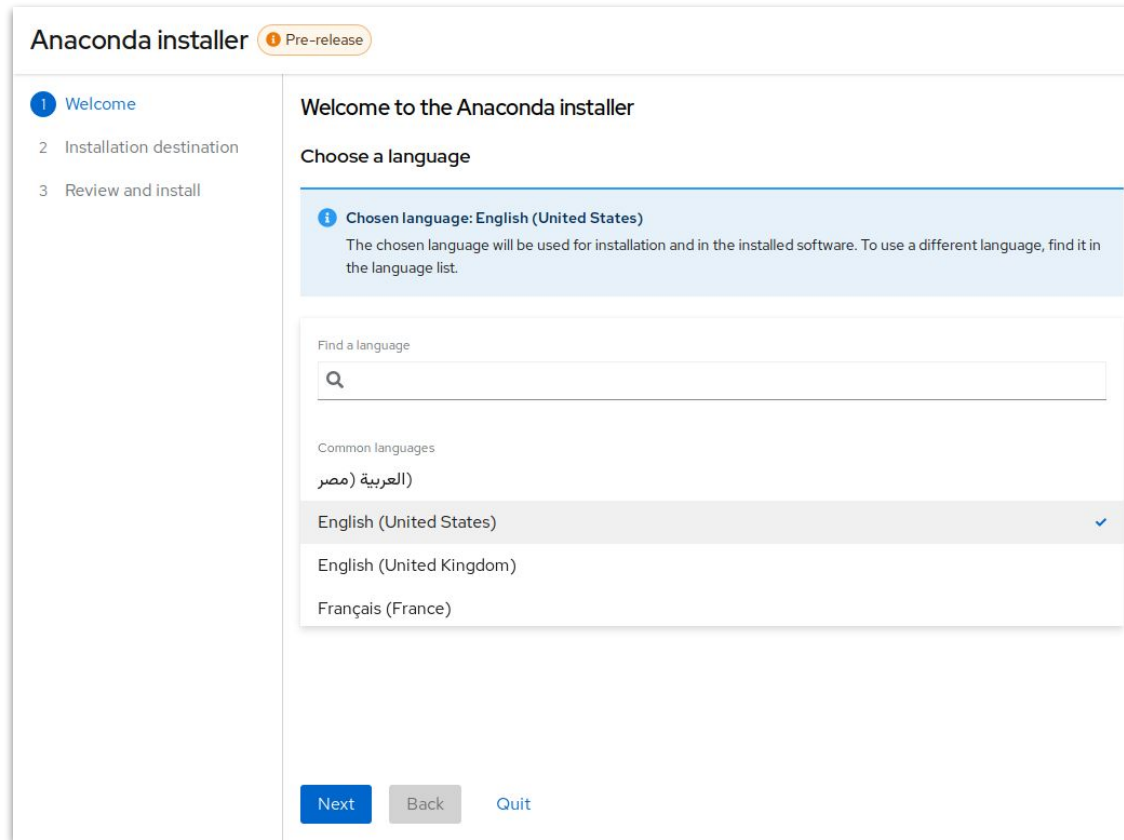 Anaconda installer Pre-release
1 Welcome
2 Installation destination
3 Review and install
Welcome to the Anaconda installer
Choose a language
Chosen language: English (United States)
The chosen language will be used for installation and in the installed software. To use a different language, find it in
the language list.
Find a language
Common languages
العربية (مصر)
English (United States)
English (United Kingdom)
Français (France)
Next Back Quit